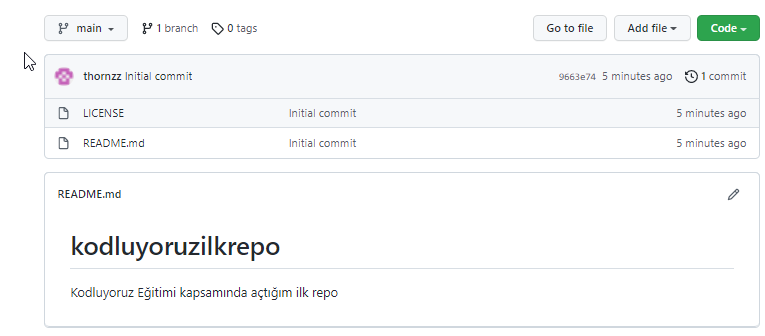 main 1 branch 0 tags Go to file Add file Code
thornzz Initial commit 9663e74 5 minutes ago 1 commit
LICENSE Initial commit 5 minutes ago
README.md Initial commit 5 minutes ago
README.md
kodluyoruzilkrepo
Kodluyoruz Eğitimi kapsamında açtığım ilk repo